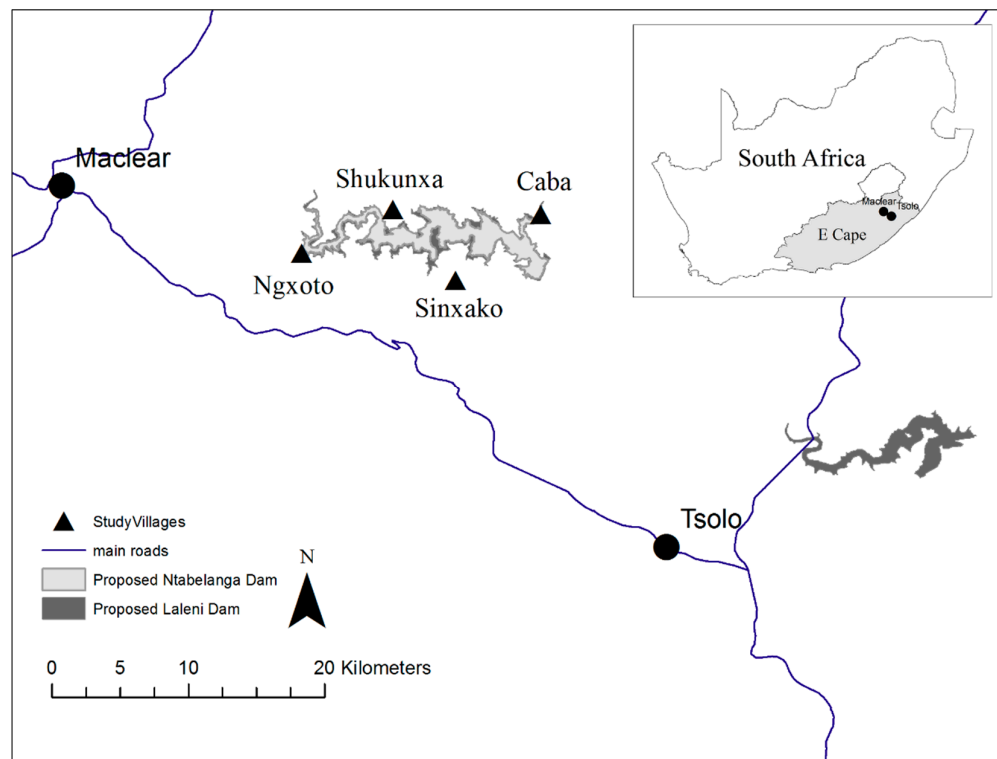 Maclear
Shukunxa
Caba
Ngxoto
Sinxako
South Africa
Maclear
Tsolo
E Cape
Tsolo
StudyVillages
main roads
Proposed Ntabelanga Dam
Proposed Laleni Dam
N
0 5 10 20 Kilometers